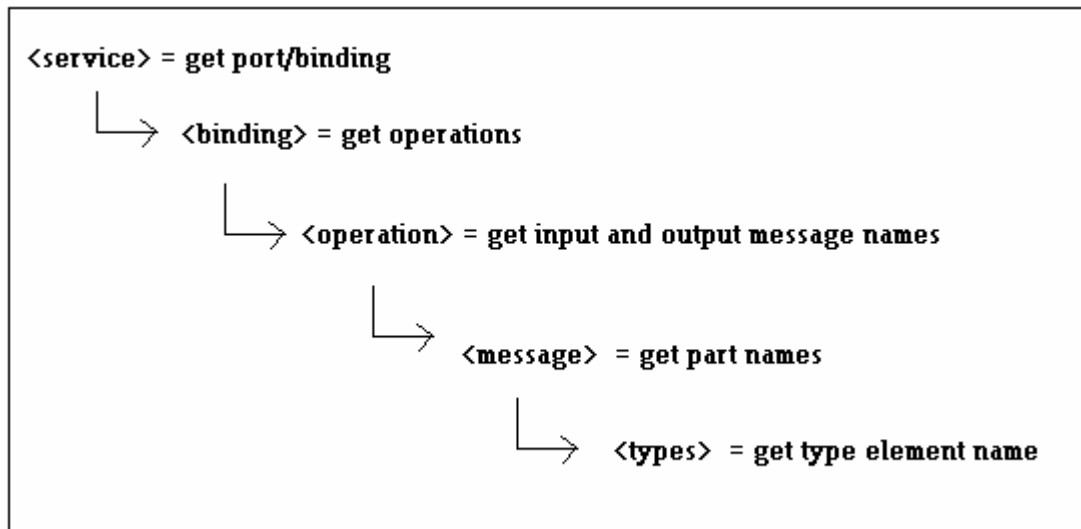 <service> = get port/binding
<binding> = get operations
<operation> = get input and output message names
<message> = get part names
<types> = get type element name